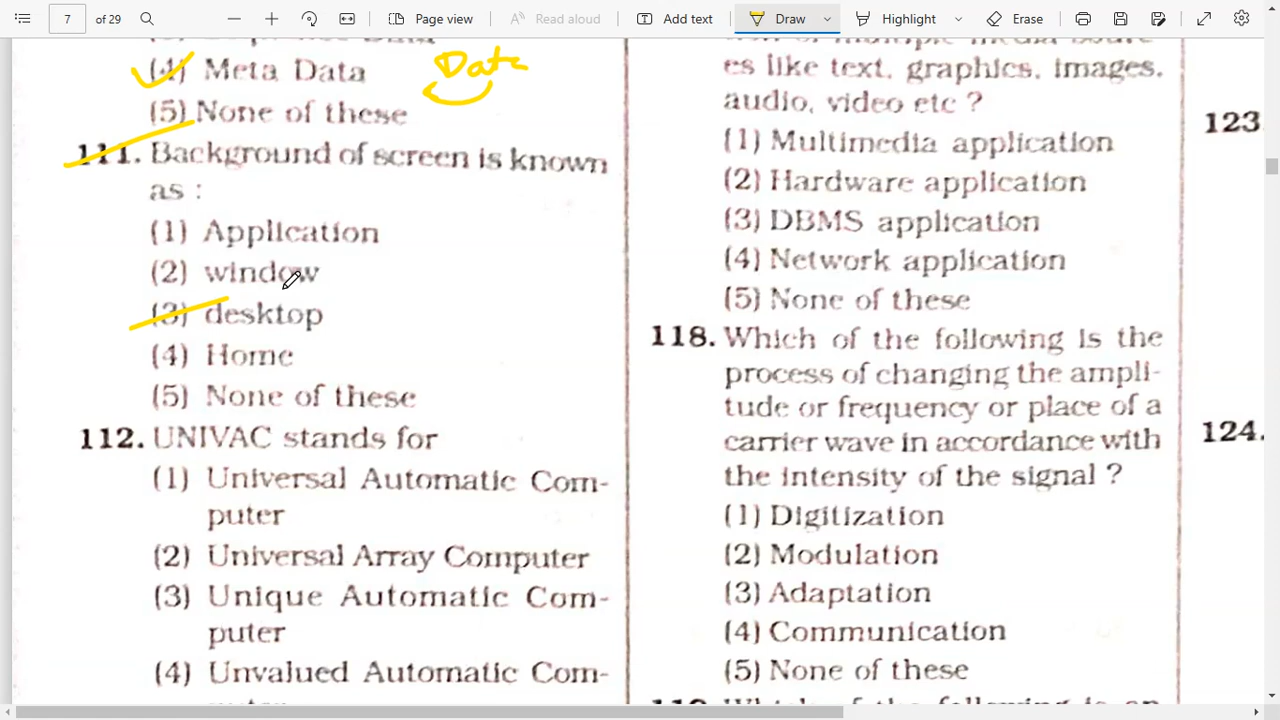 7
of 29
Page view
Read aloud
Add text
Draw
Highlight
Erase
(4) Meta Data
Data
(5) None of these
111. Background of screen is known
as :
(1) Application
(2) window
(3) desktop
(4) Home
(5) None of these
112. UNIVAC stands for
(1) Universal Automatic Com-
puter
(2) Universal Array Computer
(3) Unique Automatic Com-
puter
(4) Unvalued Automatic Com-
es like text, graphics, images,
audio, video etc ?
(1) Multimedia application
(2) Hardware application
(3) DBMS application
(4) Network application
(5) None of these
118. Which of the following is the
process of changing the ampli-
tude or frequency or place of a
carrier wave in accordance with
the intensity of the signal ?
(1) Digitization
(2) Modulation
(3) Adaptation
(4) Communication
(5) None of these
123
124.